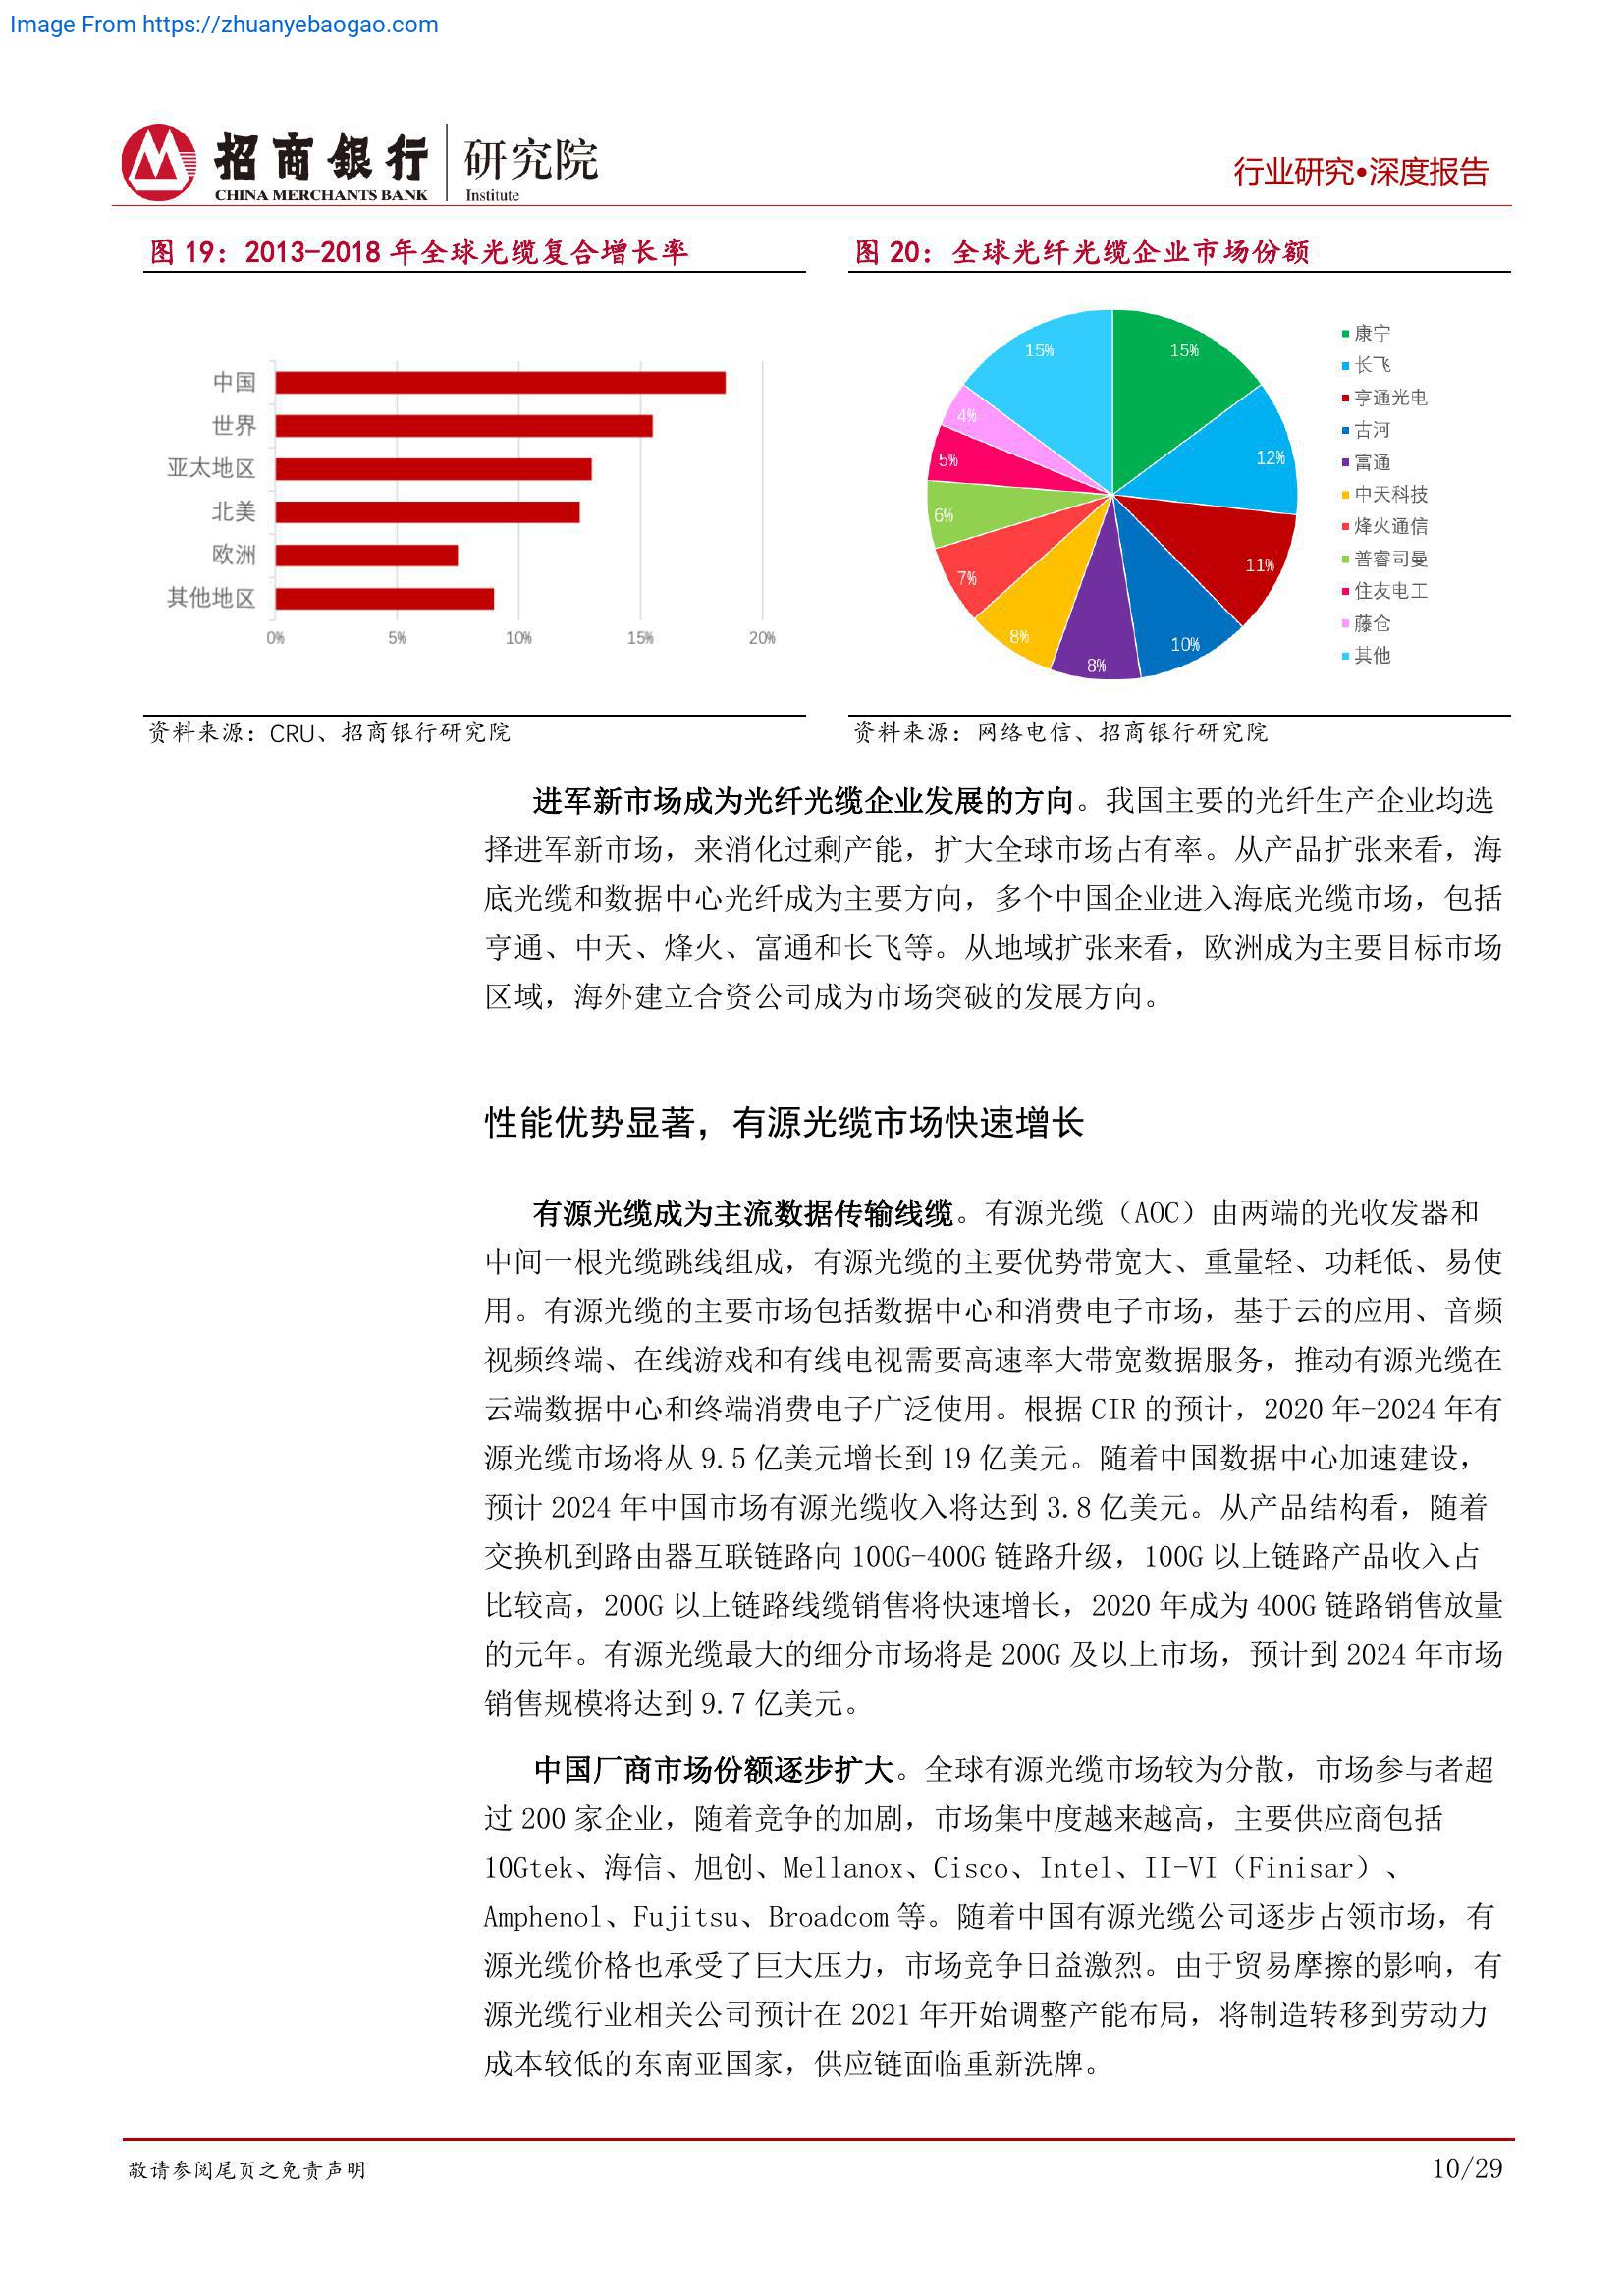 Image From https://zhuanyebaogao.com
招商銀行 研究院
CHINA MERCHANTS BANK Institute
行业研究•深度报告
图 19：2013-2018 年全球光缆复合增长率
中国
世界
亚太地区
北美
欧洲
其他地区
0% 5% 10% 15% 20%
资料来源：CRU、招商银行研究院
图 20：全球光纤光缆企业市场份额
15%
12%
11%
10%
8%
8%
7%
6%
5%
4%
15%
康宁
长飞
亨通光电
古河
富通
中天科技
烽火通信
普睿司曼
住友电工
藤仓
其他
资料来源：网络电信、招商银行研究院
进军新市场成为光纤光缆企业发展的方向。我国主要的光纤生产企业均选
择进军新市场，来消化过剩产能，扩大全球市场占有率。从产品扩张来看，海
底光缆和数据中心光纤成为主要方向，多个中国企业进入海底光缆市场，包括
亨通、中天、烽火、富通和长飞等。从地域扩张来看，欧洲成为主要目标市场
区域，海外建立合资公司成为市场突破的发展方向。
性能优势显著，有源光缆市场快速增长
有源光缆成为主流数据传输线缆。有源光缆（AOC）由两端的光收发器和
中间一根光缆跳线组成，有源光缆的主要优势带宽大、重量轻、功耗低、易使
用。有源光缆的主要市场包括数据中心和消费电子市场，基于云的应用、音频
视频终端、在线游戏和有线电视需要高速率大带宽数据服务，推动有源光缆在
云端数据中心和终端消费电子广泛使用。根据 CIR 的预计，2020 年-2024 年有
源光缆市场将从 9.5 亿美元增长到 19 亿美元。随着中国数据中心加速建设，
预计 2024 年中国市场有源光缆收入将达到 3.8 亿美元。从产品结构看，随着
交换机到路由器互联链路向 100G-400G 链路升级，100G 以上链路产品收入占
比较高，200G 以上链路线缆销售将快速增长，2020 年成为 400G 链路销售放量
的元年。有源光缆最大的细分市场将是 200G 及以上市场，预计到 2024 年市场
销售规模将达到 9.7 亿美元。
中国厂商市场份额逐步扩大。全球有源光缆市场较为分散，市场参与者超
过 200 家企业，随着竞争的加剧，市场集中度越来越高，主要供应商包括
10Gtek、海信、旭创、Mellanox、Cisco、Intel、II-VI（Finisar）、
Amphenol、Fujitsu、Broadcom 等。随着中国有源光缆公司逐步占领市场，有
源光缆价格也承受了巨大压力，市场竞争日益激烈。由于贸易摩擦的影响，有
源光缆行业相关公司预计在 2021 年开始调整产能布局，将制造转移到劳动力
成本较低的东南亚国家，供应链面临重新洗牌。
敬请参阅尾页之免责声明
10/29